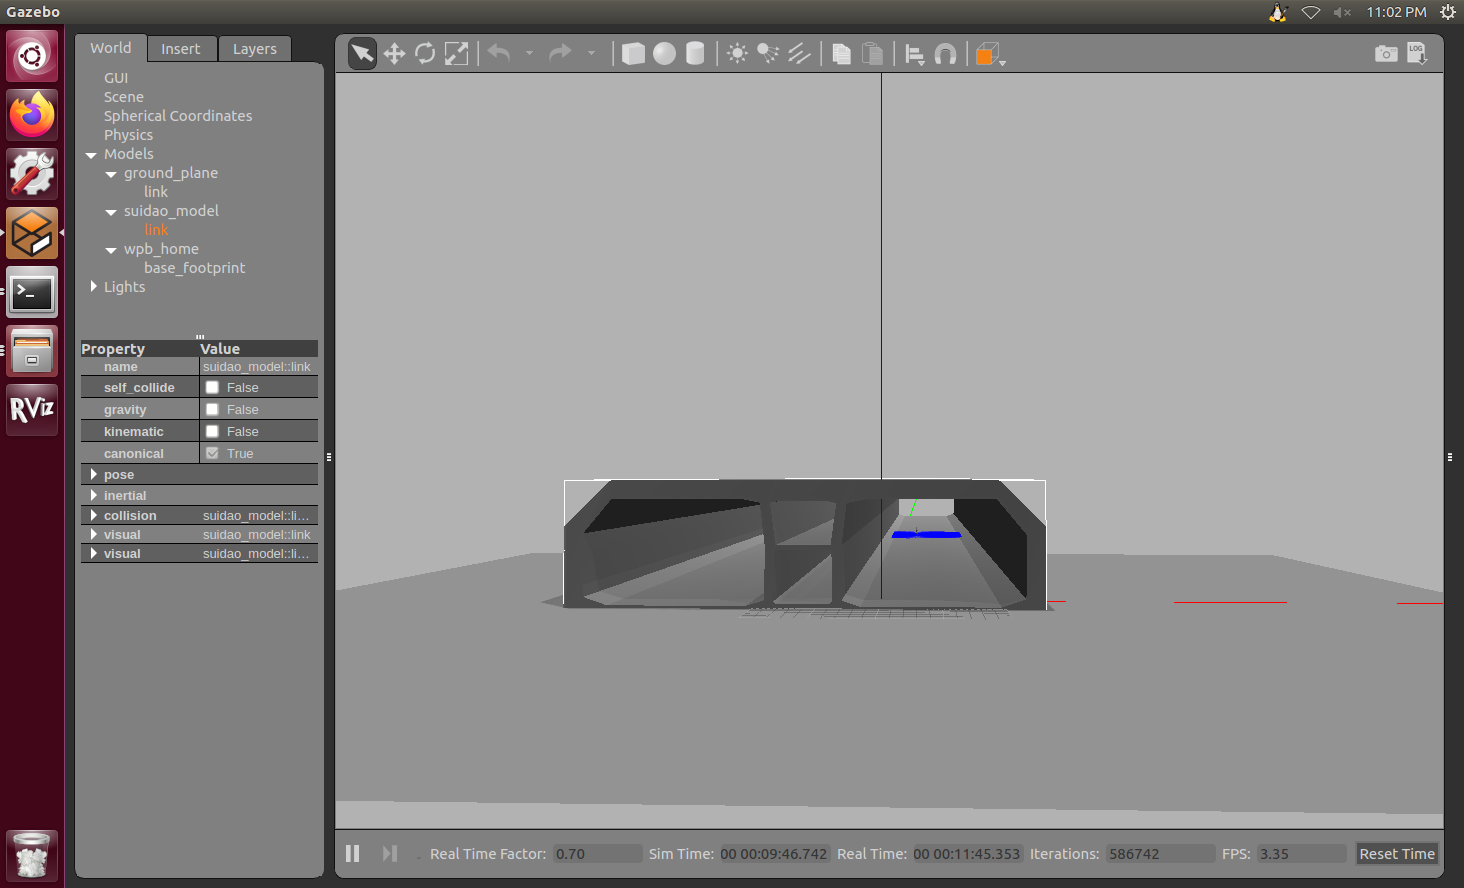 Gazebo
11:02 PM
World Insert Layers
GUI
Scene
Spherical Coordinates
Physics
Models
ground_plane
link
suidao_model
link
wpb_home
base_footprint
Lights
Property Value
name suidao_model::link
self_collide False
gravity False
kinematic False
canonical True
pose
inertial
collision suidao_model::li...
visual suidao_model::link
visual suidao_model::li...
RViz
LOG
Real Time Factor: 0.70 Sim Time: 00 00:09:46.742 Real Time: 00 00:11:45.353 Iterations: 586742 FPS: 3.35 Reset Time